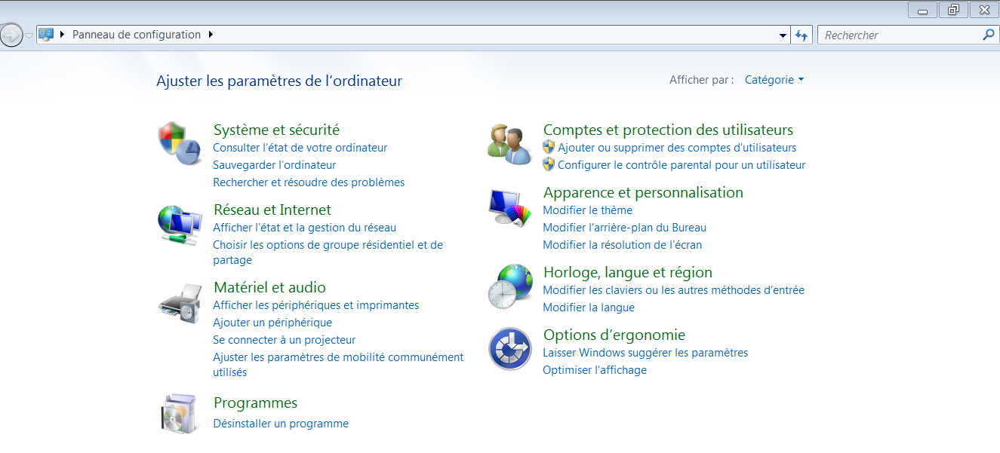 Panneau de configuration
Rechercher
Ajuster les paramètres de l’ordinateur
Afficher par :
Catégorie
Système et sécurité
Consulter l’état de votre ordinateur
Sauvegarder l’ordinateur
Rechercher et résoudre des problèmes
Réseau et Internet
Afficher l’état et la gestion du réseau
Choisir les options de groupe résidentiel et de
partage
Matériel et audio
Afficher les périphériques et imprimantes
Ajouter un périphérique
Se connecter à un projecteur
Ajuster les paramètres de mobilité communément
utilisés
Programmes
Désinstaller un programme
Comptes et protection des utilisateurs
Ajouter ou supprimer des comptes d’utilisateurs
Configurer le contrôle parental pour un utilisateur
Apparence et personnalisation
Modifier le thème
Modifier l’arrière-plan du Bureau
Modifier la résolution de l’écran
Horloge, langue et région
Modifier les claviers ou les autres méthodes d’entrée
Modifier la langue
Options d’ergonomie
Laisser Windows suggérer les paramètres
Optimiser l’affichage